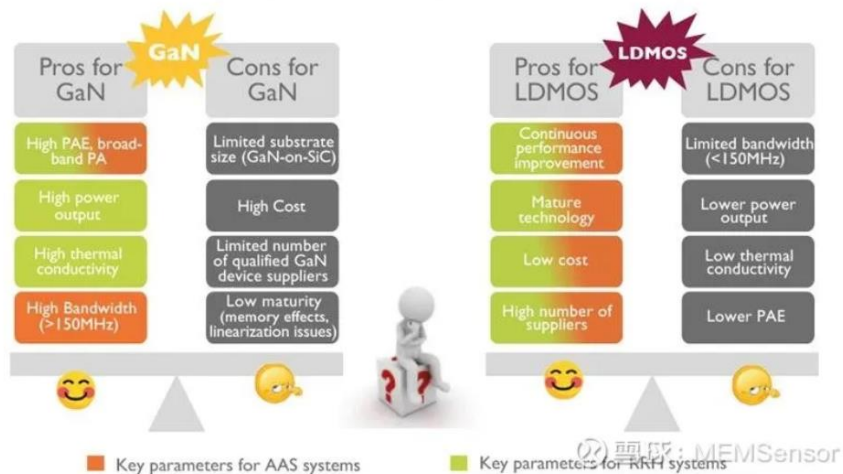 GaN
Pros for
GaN
Cons for
GaN
High PAE, broad-
band PA
Limited substrate
size (GaN-on-SiC)
High power
output
High Cost
High thermal
conductivity
Limited number
of qualified GaN
device suppliers
High Bandwidth
(>150MHz)
Low maturity
(memory effects,
linearization issues)
LDMOS
Pros for
LDMOS
Cons for
LDMOS
Continuous
performance
improvement
Limited bandwidth
(<150MHz)
Mature
technology
Lower power
output
Low cost
Low thermal
conductivity
High number of
suppliers
Lower PAE
? ?
Key parameters for AAS systems
Key parameters for RRH systems
雪球：MEMSensor